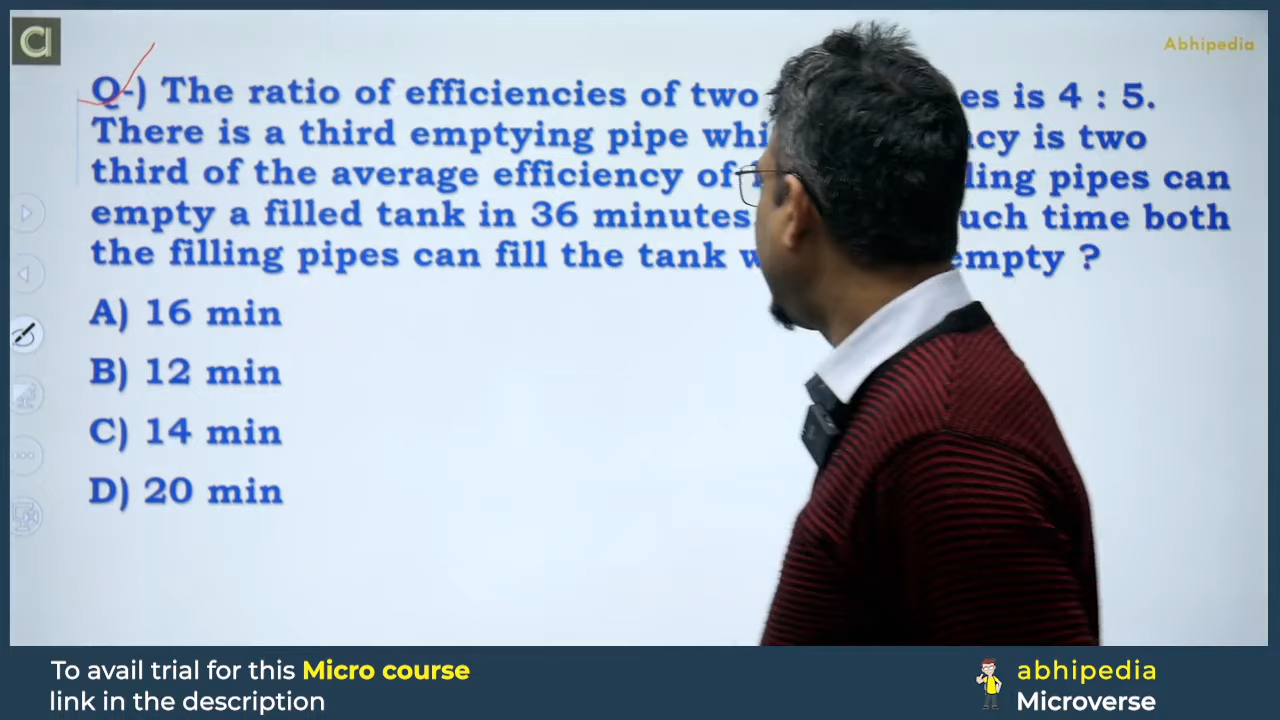 Abhipedia
Q-) The ratio of efficiencies of two es is 4 : 5.
There is a third emptying pipe whi cy is two
third of the average efficiency of ling pipes can
empty a filled tank in 36 minutes. uch time both
the filling pipes can fill the tank w empty ?
A) 16 min
B) 12 min
C) 14 min
D) 20 min
To avail trial for this Micro course
link in the description
abhipedia
Microverse